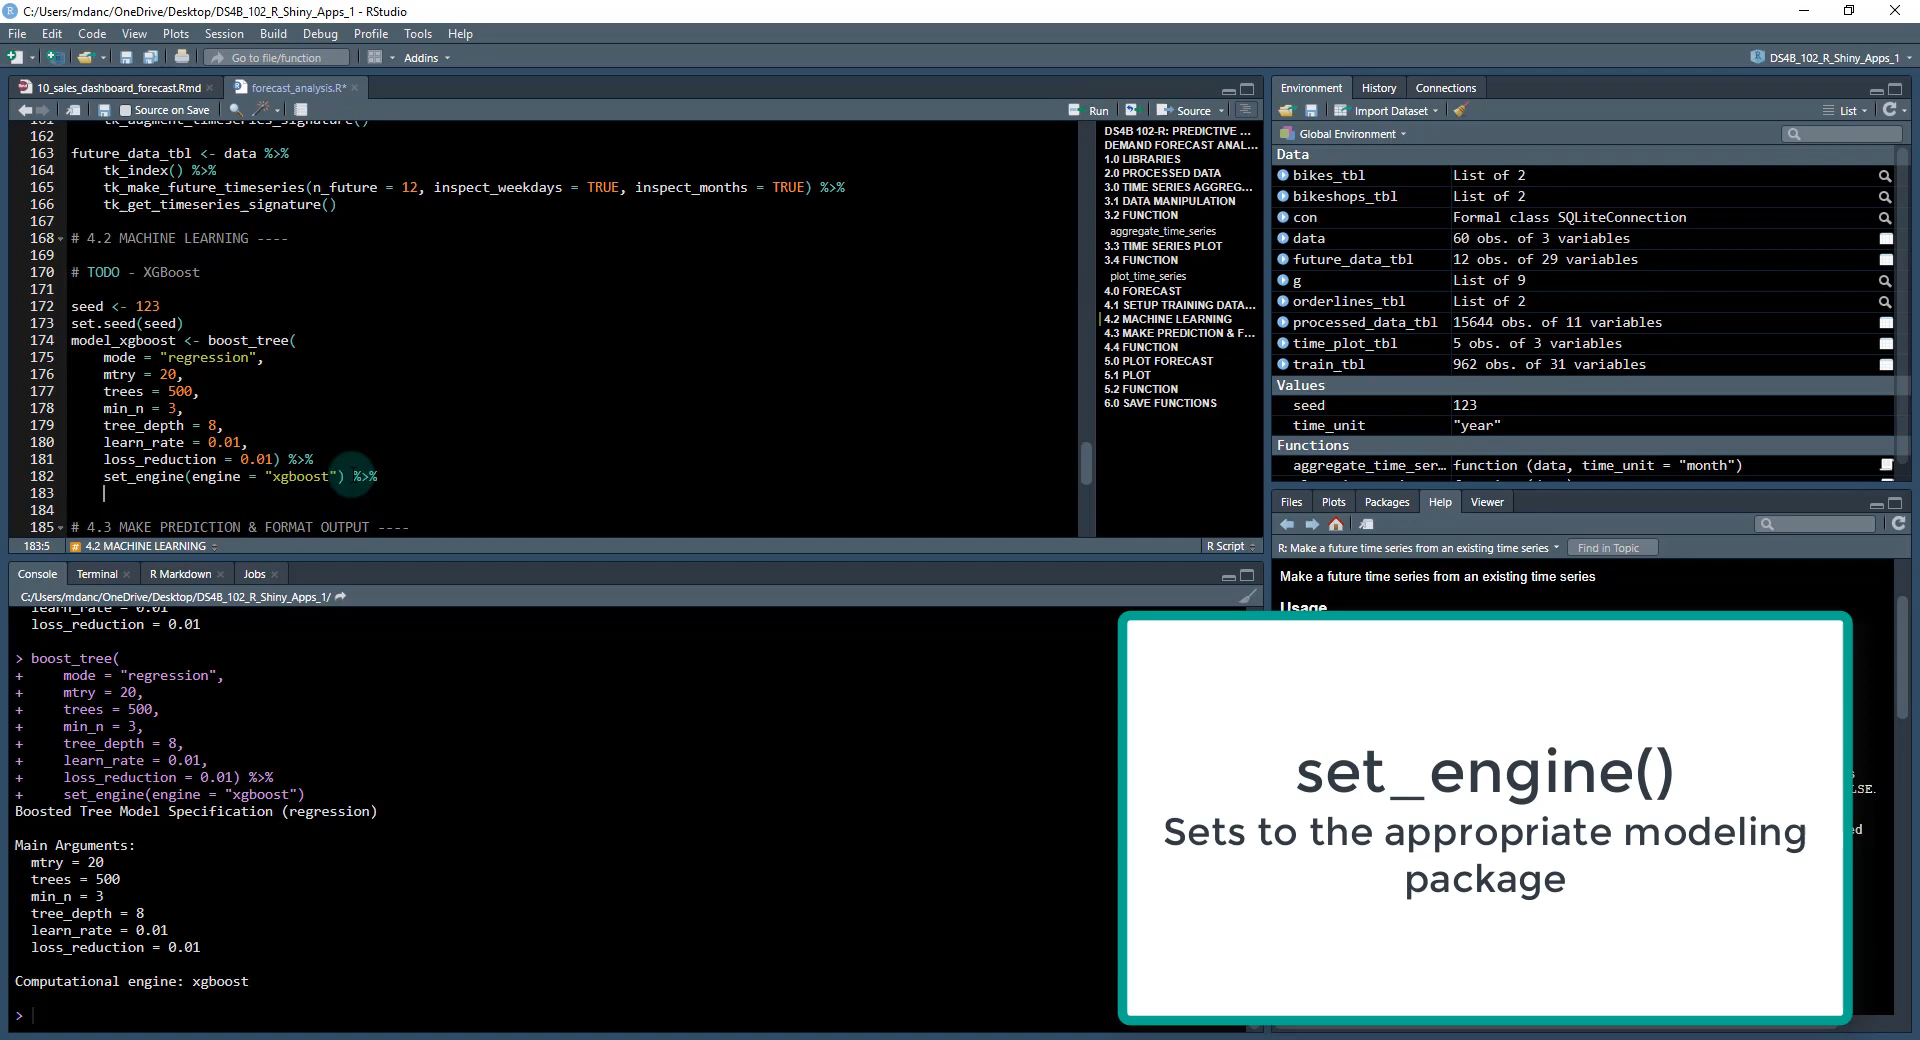 C:/Users/mdanc/OneDrive/Desktop/DS4B_102_R_Shiny_Apps_1 - RStudio
File Edit Code View Plots Session Build Debug Profile Tools Help
Go to file/function Addins DS4B_102_R_Shiny_Apps_1
10_sales_dashboard_forecast.Rmd forecast_analysis.R*
Source on Save Run Source
161 tk_augment_timeseries_signature()
162
163 future_data_tbl <- data %>%
164 tk_index() %>%
165 tk_make_future_timeseries(n_future = 12, inspect_weekdays = TRUE, inspect_months = TRUE) %>%
166 tk_get_timeseries_signature()
167
168 # 4.2 MACHINE LEARNING ----
169
170 # TODO - XGBoost
171
172 seed <- 123
173 set.seed(seed)
174 model_xgboost <- boost_tree(
175 mode = "regression",
176 mtry = 20,
177 trees = 500,
178 min_n = 3,
179 tree_depth = 8,
180 learn_rate = 0.01,
181 loss_reduction = 0.01) %>%
182 set_engine(engine = "xgboost") %>%
183
184
185 # 4.3 MAKE PREDICTION & FORMAT OUTPUT ----
183:5 # 4.2 MACHINE LEARNING R Script
DS4B 102-R: PREDICTIVE ...
DEMAND FORECAST ANAL...
1.0 LIBRARIES
2.0 PROCESSED DATA
3.0 TIME SERIES AGGREG...
3.1 DATA MANIPULATION
3.2 FUNCTION
aggregate_time_series
3.3 TIME SERIES PLOT
3.4 FUNCTION
plot_time_series
4.0 FORECAST
4.1 SETUP TRAINING DATA...
4.2 MACHINE LEARNING
4.3 MAKE PREDICTION & F...
4.4 FUNCTION
5.0 PLOT FORECAST
5.1 PLOT
5.2 FUNCTION
6.0 SAVE FUNCTIONS
Console Terminal R Markdown Jobs
C:/Users/mdanc/OneDrive/Desktop/DS4B_102_R_Shiny_Apps_1/
learn_rate = 0.01
loss_reduction = 0.01
> boost_tree(
+ mode = "regression",
+ mtry = 20,
+ trees = 500,
+ min_n = 3,
+ tree_depth = 8,
+ learn_rate = 0.01,
+ loss_reduction = 0.01) %>%
+ set_engine(engine = "xgboost")
Boosted Tree Model Specification (regression)
Main Arguments:
mtry = 20
trees = 500
min_n = 3
tree_depth = 8
learn_rate = 0.01
loss_reduction = 0.01
Computational engine: xgboost
>
Environment History Connections
Import Dataset List
Global Environment
Data
bikes_tbl List of 2
bikeshops_tbl List of 2
con Formal class SQLiteConnection
data 60 obs. of 3 variables
future_data_tbl 12 obs. of 29 variables
g List of 9
orderlines_tbl List of 2
processed_data_tbl 15644 obs. of 11 variables
time_plot_tbl 5 obs. of 3 variables
train_tbl 962 obs. of 31 variables
Values
seed 123
time_unit "year"
Functions
aggregate_time_ser... function (data, time_unit = "month")
Files Plots Packages Help Viewer
R: Make a future time series from an existing time series Find in Topic
Make a future time series from an existing time series
Usage
set_engine()
Sets to the appropriate modeling
package